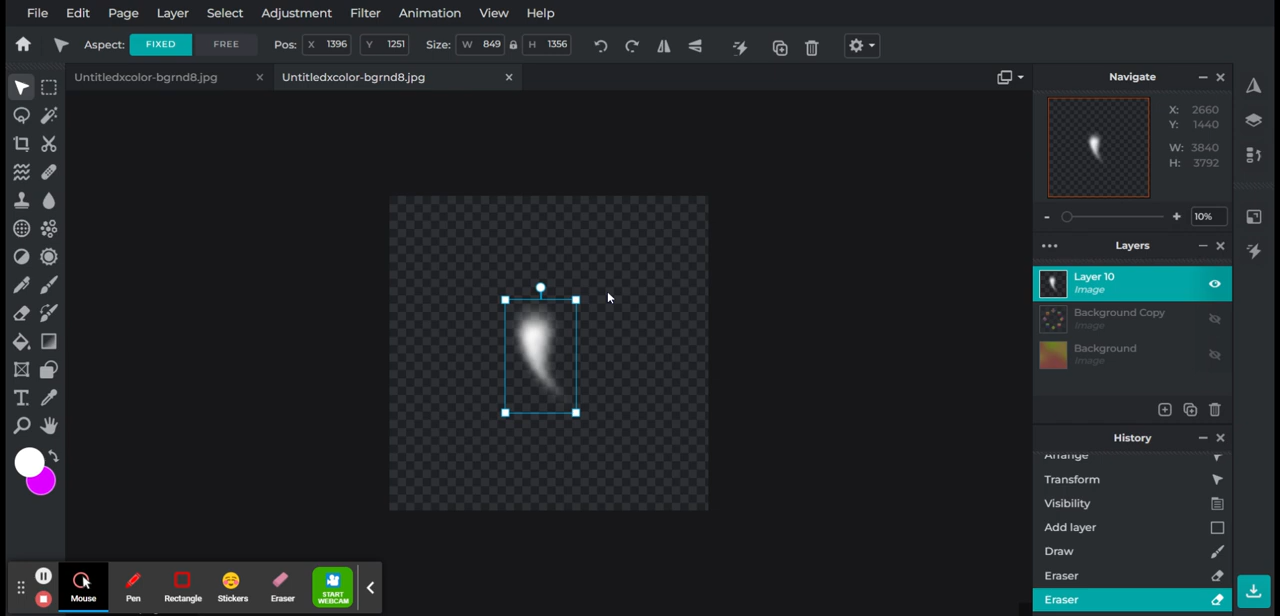 File Edit Page Layer Select Adjustment Filter Animation View Help
Aspect: FIXED FREE Pos: X 1396 Y 1251 Size: W 849 H 1356
Untitledxcolor-bgrnd8.jpg × Untitledxcolor-bgrnd8.jpg ×
Navigate
X: 2660
Y: 1440
W: 3840
H: 3792
- + 10%
Layers
Layer 10
Image
Background Copy
Image
Background
Image
History
Arrange
Transform
Visibility
Add layer
Draw
Eraser
Eraser
T
Mouse Pen Rectangle Stickers Eraser START
WEBCAM